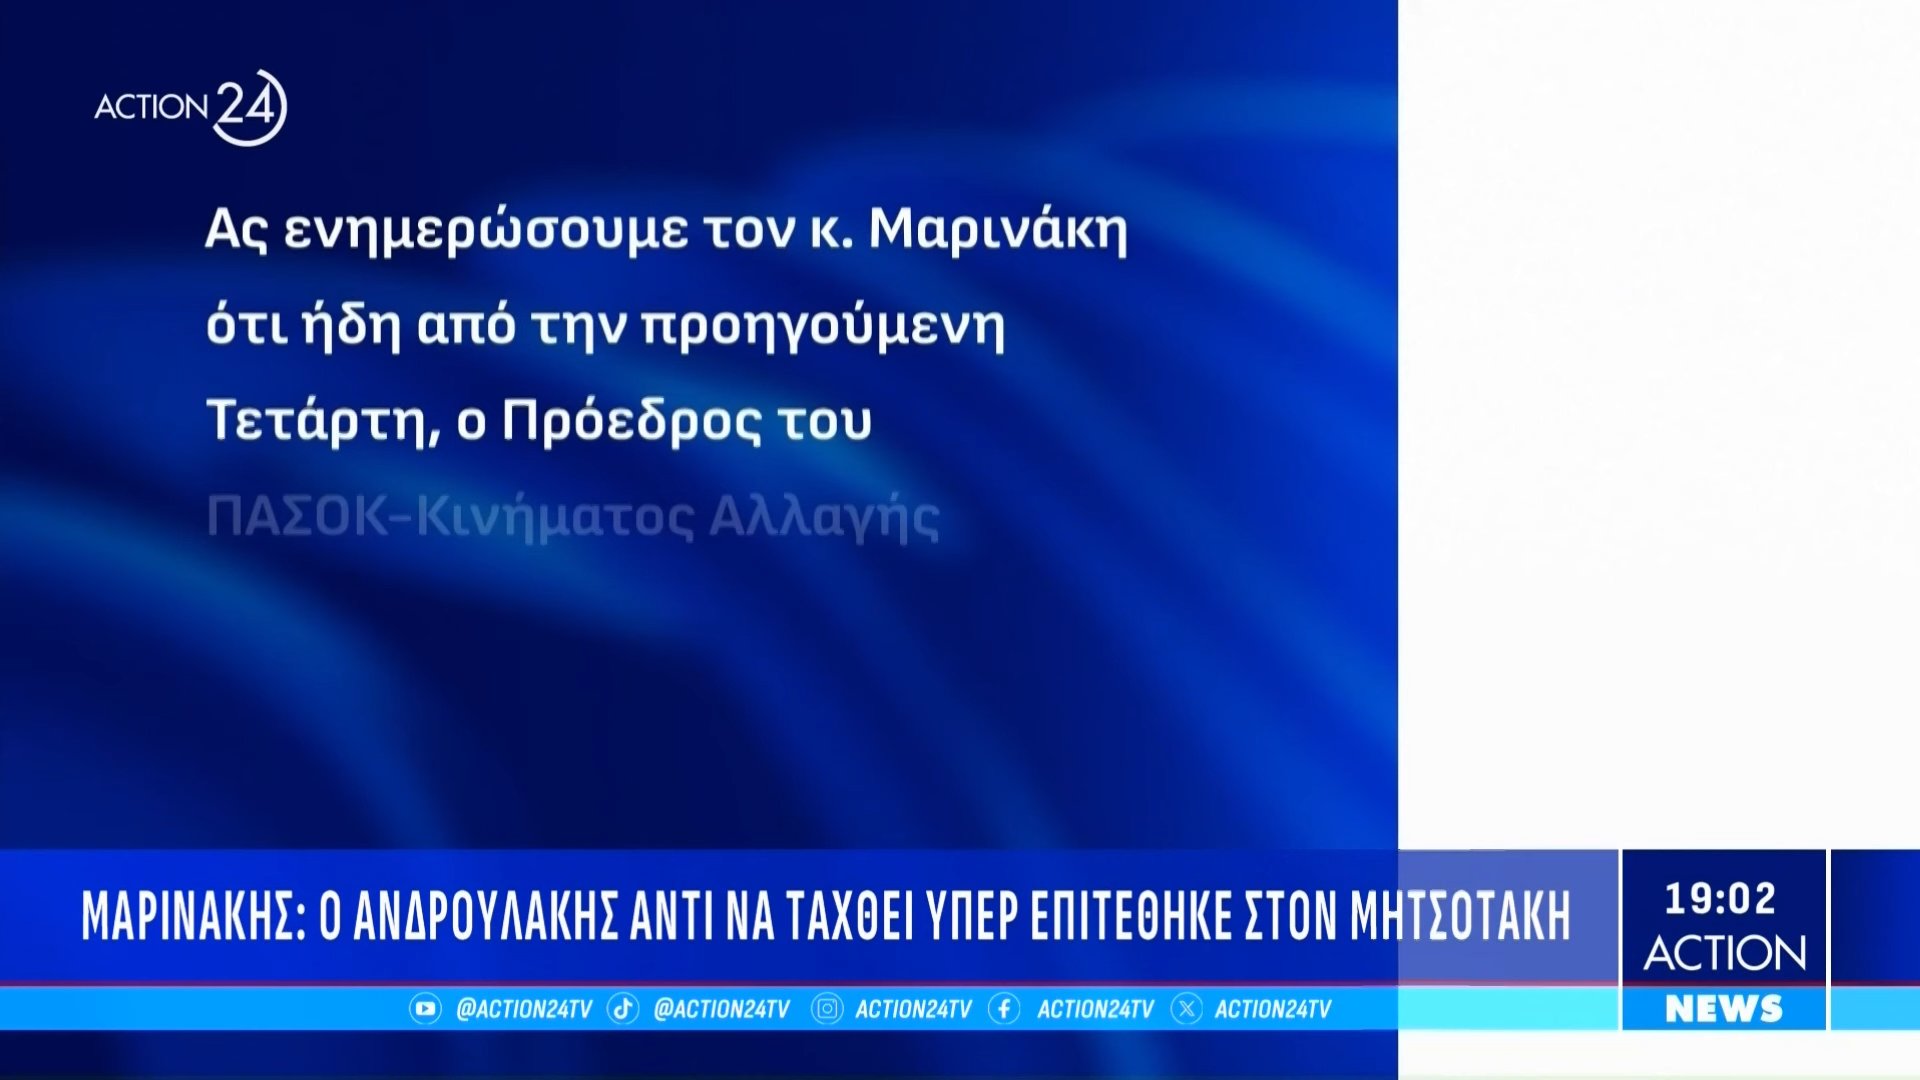 ACTION 24
Ας ενημερώσουμε τον κ. Μαρινάκη
ότι ήδη από την προηγούμενη
Τετάρτη, ο Πρόεδρος του
ΠΑΣΟΚ-Κινήματος Αλλαγής
ΜΑΡΙΝΑΚΗΣ: Ο ΑΝΔΡΟΥΛΑΚΗΣ ΑΝΤΙ ΝΑ ΤΑΧΘΕΙ ΥΠΕΡ ΕΠΙΤΕΘΗΚΕ ΣΤΟΝ ΜΗΤΣΟΤΑΚΗ
19:02
ACTION
NEWS
@ACTION24TV @ACTION24TV ACTION24TV ACTION24TV ACTION24TV